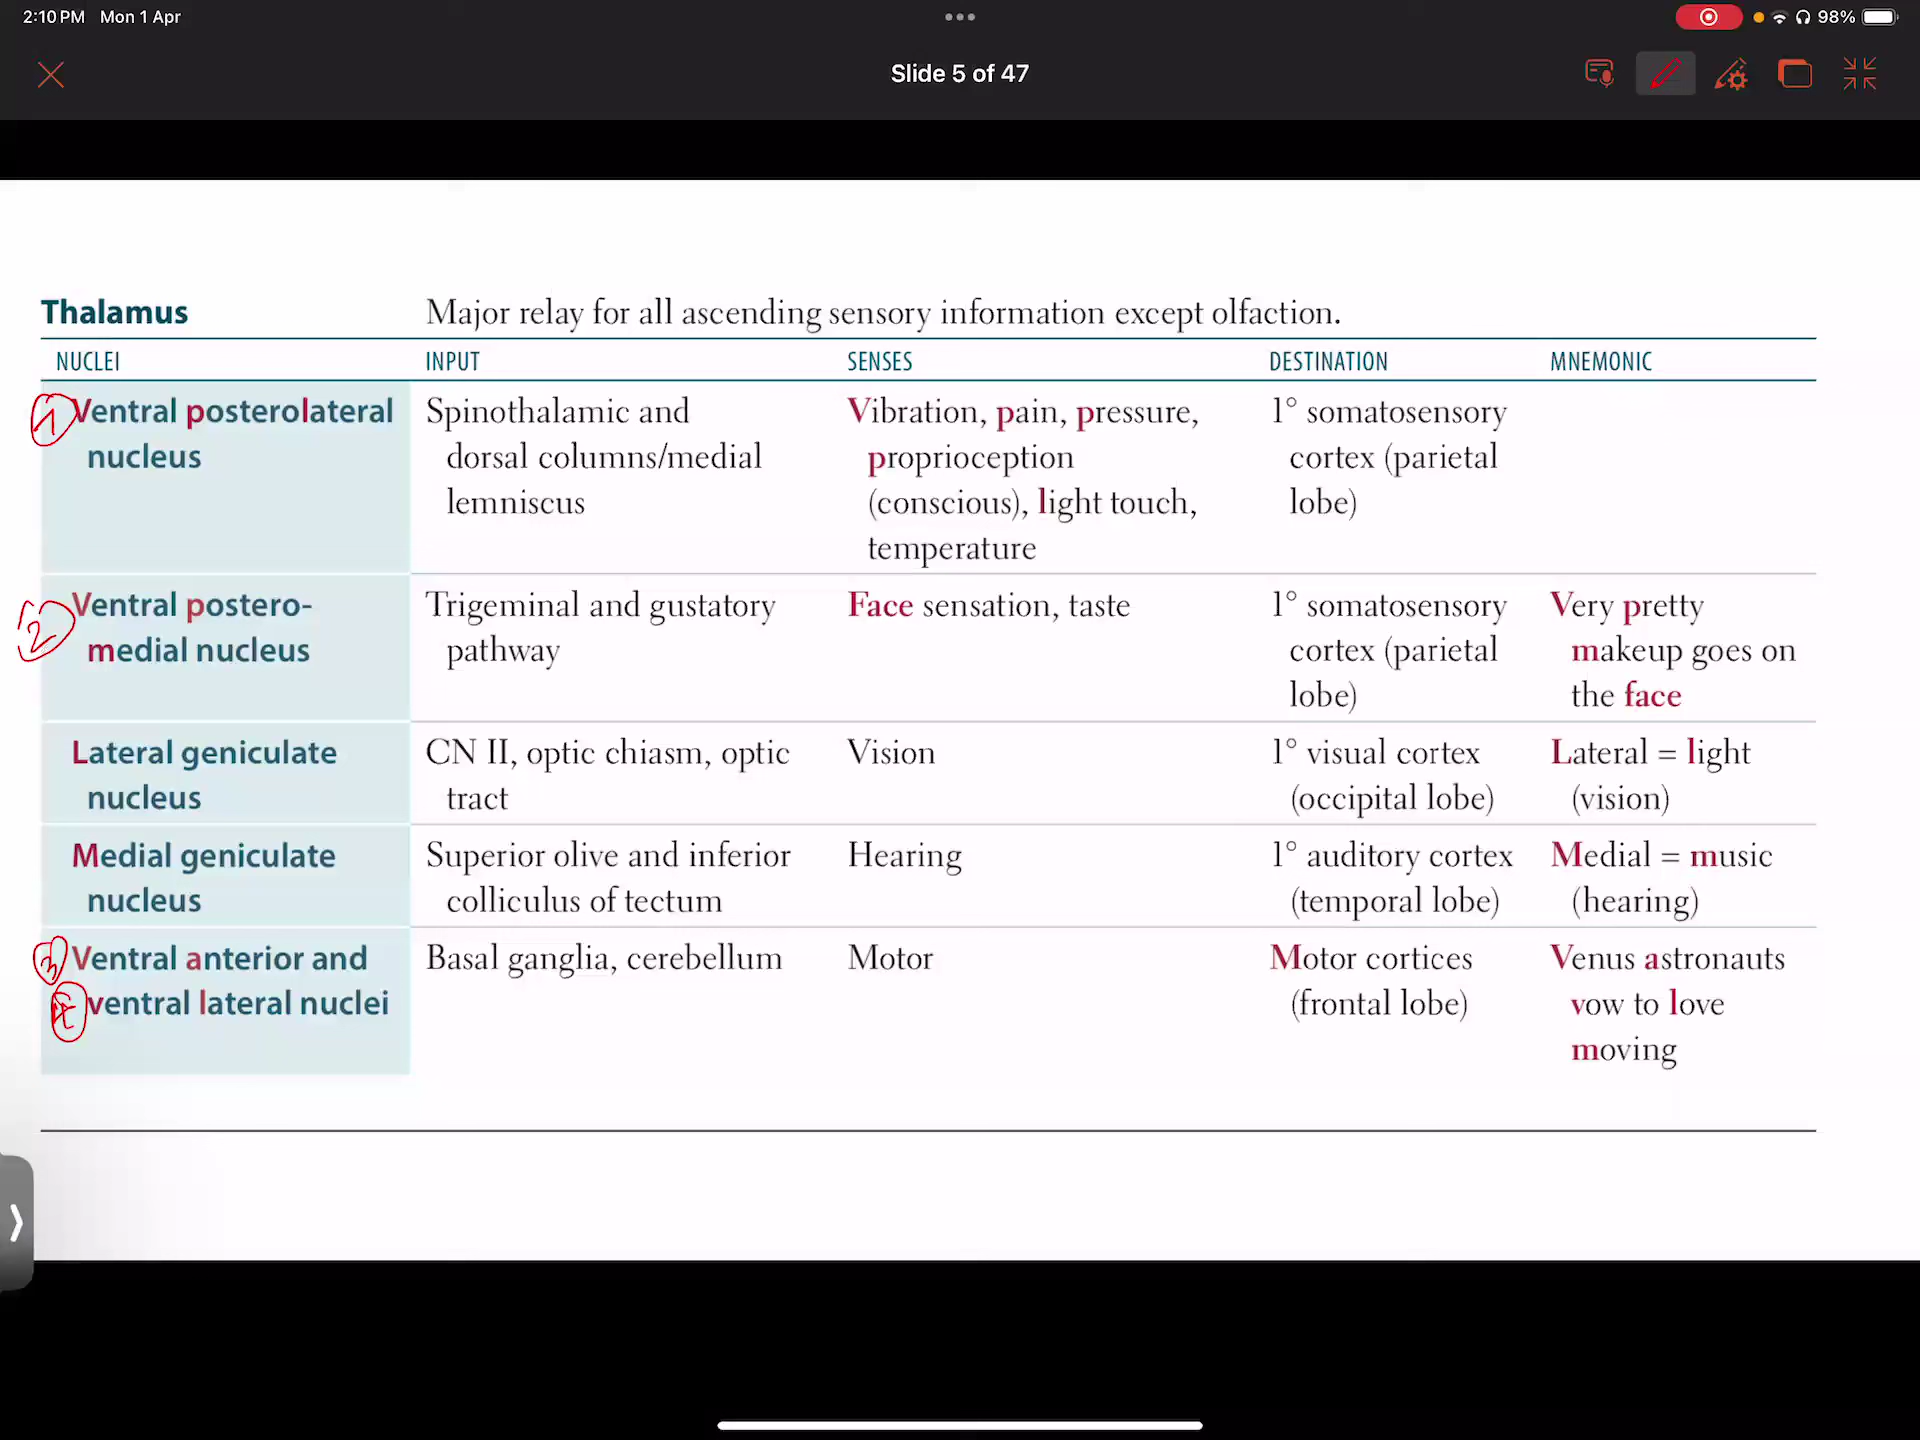 2:10 PM Mon 1 Apr
98%
Slide 5 of 47
Thalamus Major relay for all ascending sensory information except olfaction.
NUCLEI INPUT SENSES DESTINATION MNEMONIC
1 Ventral posterolateral Spinothalamic and Vibration, pain, pressure, 1° somatosensory
nucleus dorsal columns/medial proprioception cortex (parietal
lemniscus (conscious), light touch, lobe)
temperature
2 Ventral postero- Trigeminal and gustatory Face sensation, taste 1° somatosensory Very pretty
medial nucleus pathway cortex (parietal makeup goes on
lobe) the face
Lateral geniculate CN II, optic chiasm, optic Vision 1° visual cortex Lateral = light
nucleus tract (occipital lobe) (vision)
Medial geniculate Superior olive and inferior Hearing 1° auditory cortex Medial = music
nucleus colliculus of tectum (temporal lobe) (hearing)
3 Ventral anterior and Basal ganglia, cerebellum Motor Motor cortices Venus astronauts
ventral lateral nuclei (frontal lobe) vow to love
moving